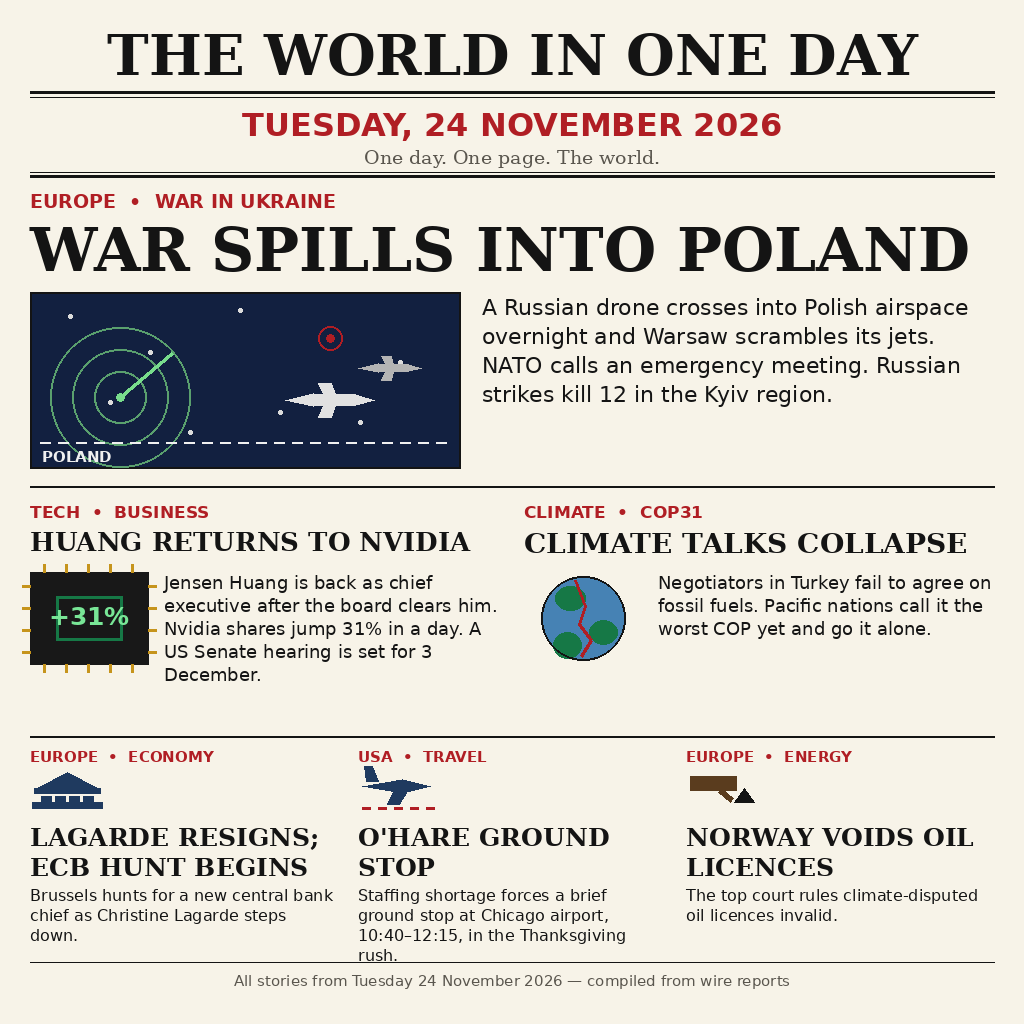 THE WORLD IN ONE DAY
TUESDAY, 24 NOVEMBER 2026
One day. One page. The world.
EUROPE • WAR IN UKRAINE
WAR SPILLS INTO POLAND
POLAND
A Russian drone crosses into Polish airspace
overnight and Warsaw scrambles its jets.
NATO calls an emergency meeting. Russian
strikes kill 12 in the Kyiv region.
TECH • BUSINESS
HUANG RETURNS TO NVIDIA
+31%
Jensen Huang is back as chief
executive after the board clears him.
Nvidia shares jump 31% in a day. A
US Senate hearing is set for 3
December.
CLIMATE • COP31
CLIMATE TALKS COLLAPSE
Negotiators in Turkey fail to agree on
fossil fuels. Pacific nations call it the
worst COP yet and go it alone.
EUROPE • ECONOMY
LAGARDE RESIGNS;
ECB HUNT BEGINS
Brussels hunts for a new central bank
chief as Christine Lagarde steps
down.
USA • TRAVEL
O'HARE GROUND
STOP
Staffing shortage forces a brief
ground stop at Chicago airport,
10:40–12:15, in the Thanksgiving
rush.
EUROPE • ENERGY
NORWAY VOIDS OIL
LICENCES
The top court rules climate-disputed
oil licences invalid.
All stories from Tuesday 24 November 2026 — compiled from wire reports